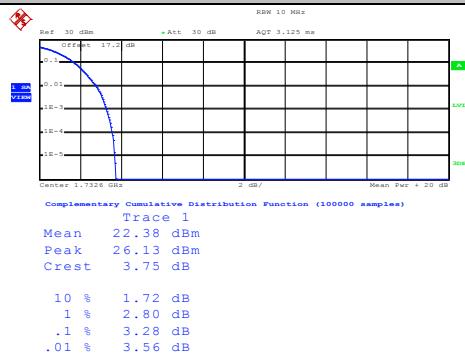 RBW 10 MHz
Ref 30 dBm Att 30 dB AQT 3.125 ms
Offset 17.2 dB
0.1
A
0.01
1 SA
VIEW
1E-3
LVL
1E-4
1E-5
3DB
Center 1.7326 GHz 2 dB/ Mean Pwr + 20 dB
Complementary Cumulative Distribution Function (100000 samples)
Trace 1
Mean 22.38 dBm
Peak 26.13 dBm
Crest 3.75 dB
10 % 1.72 dB
1 % 2.80 dB
.1 % 3.28 dB
.01 % 3.56 dB